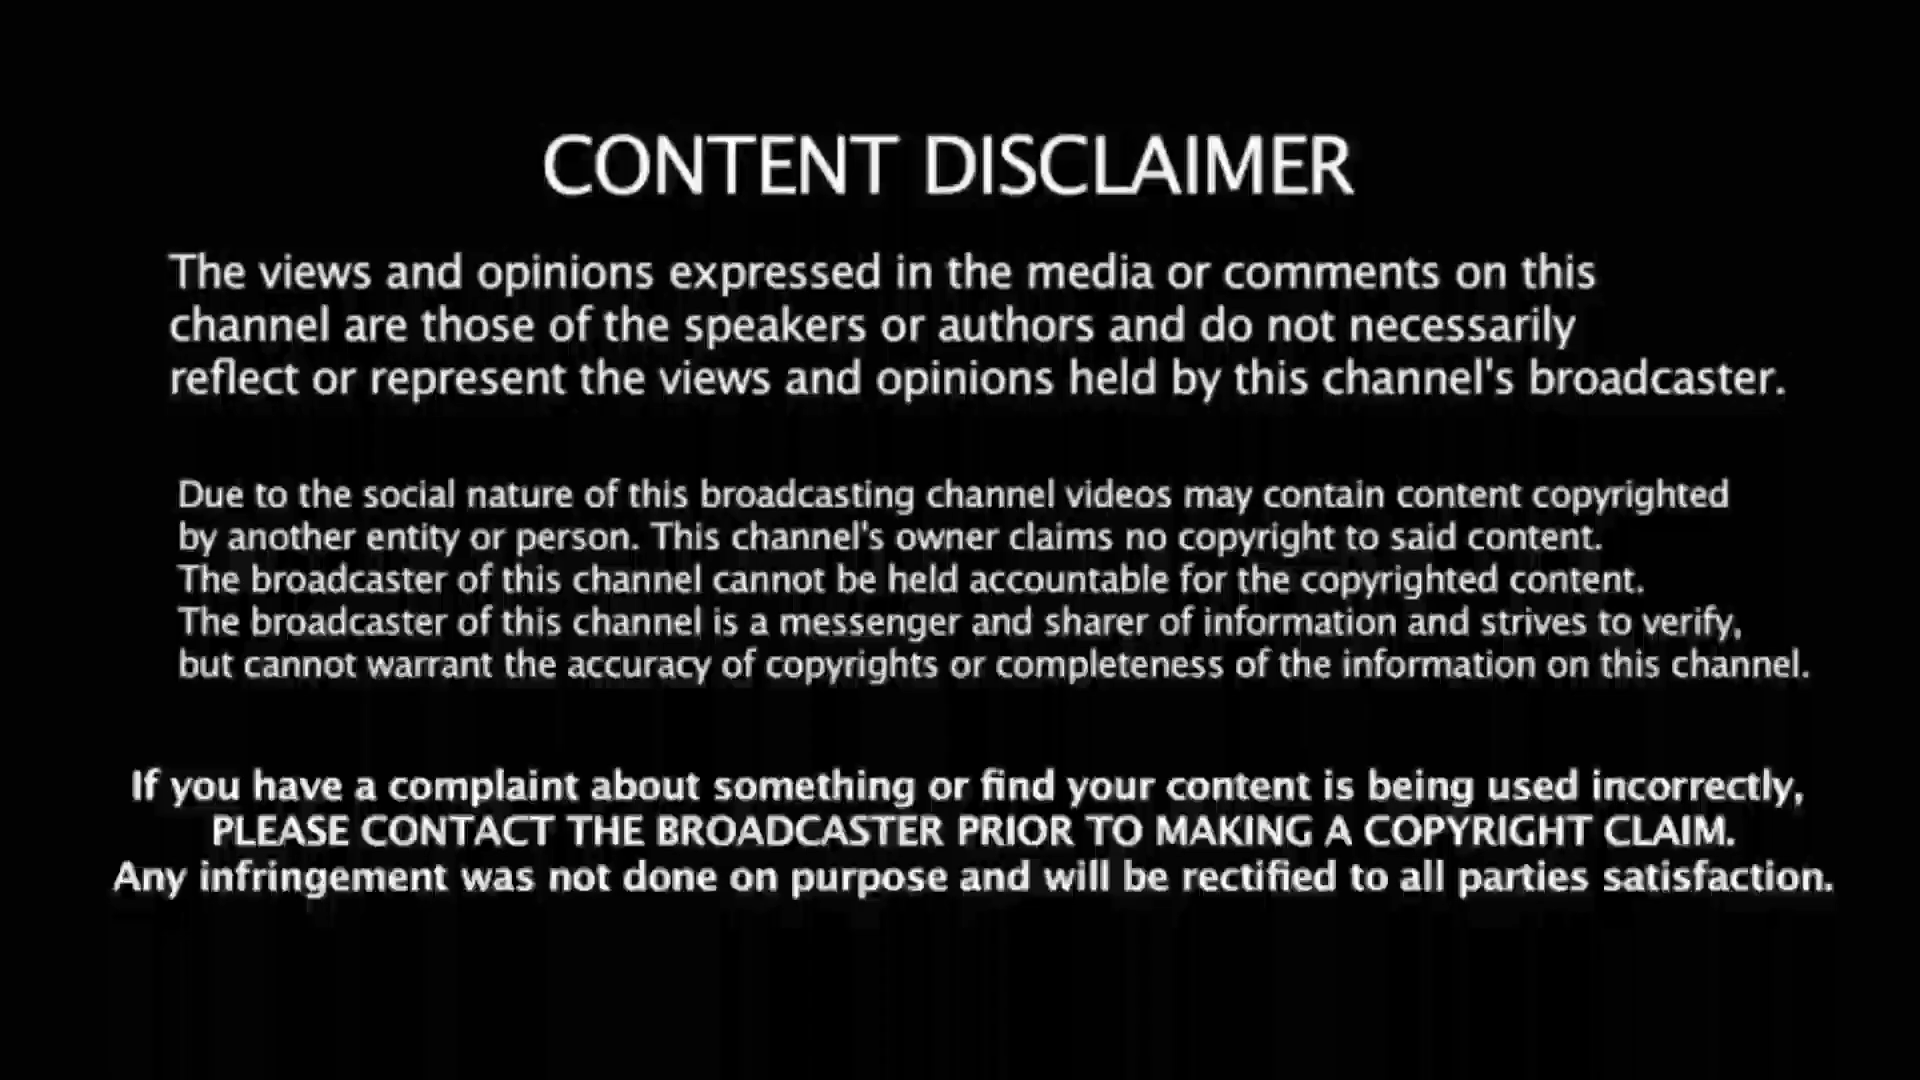 CONTENT DISCLAIMER
The views and opinions expressed in the media or comments on this
channel are those of the speakers or authors and do not necessarily
reflect or represent the views and opinions held by this channel's broadcaster.
Due to the social nature of this broadcasting channel videos may contain content copyrighted
by another entity or person. This channel's owner claims no copyright to said content.
The broadcaster of this channel cannot be held accountable for the copyrighted content.
The broadcaster of this channel is a messenger and sharer of information and strives to verify,
but cannot warrant the accuracy of copyrights or completeness of the information on this channel.
If you have a complaint about something or find your content is being used incorrectly,
PLEASE CONTACT THE BROADCASTER PRIOR TO MAKING A COPYRIGHT CLAIM.
Any infringement was not done on purpose and will be rectified to all parties satisfaction.